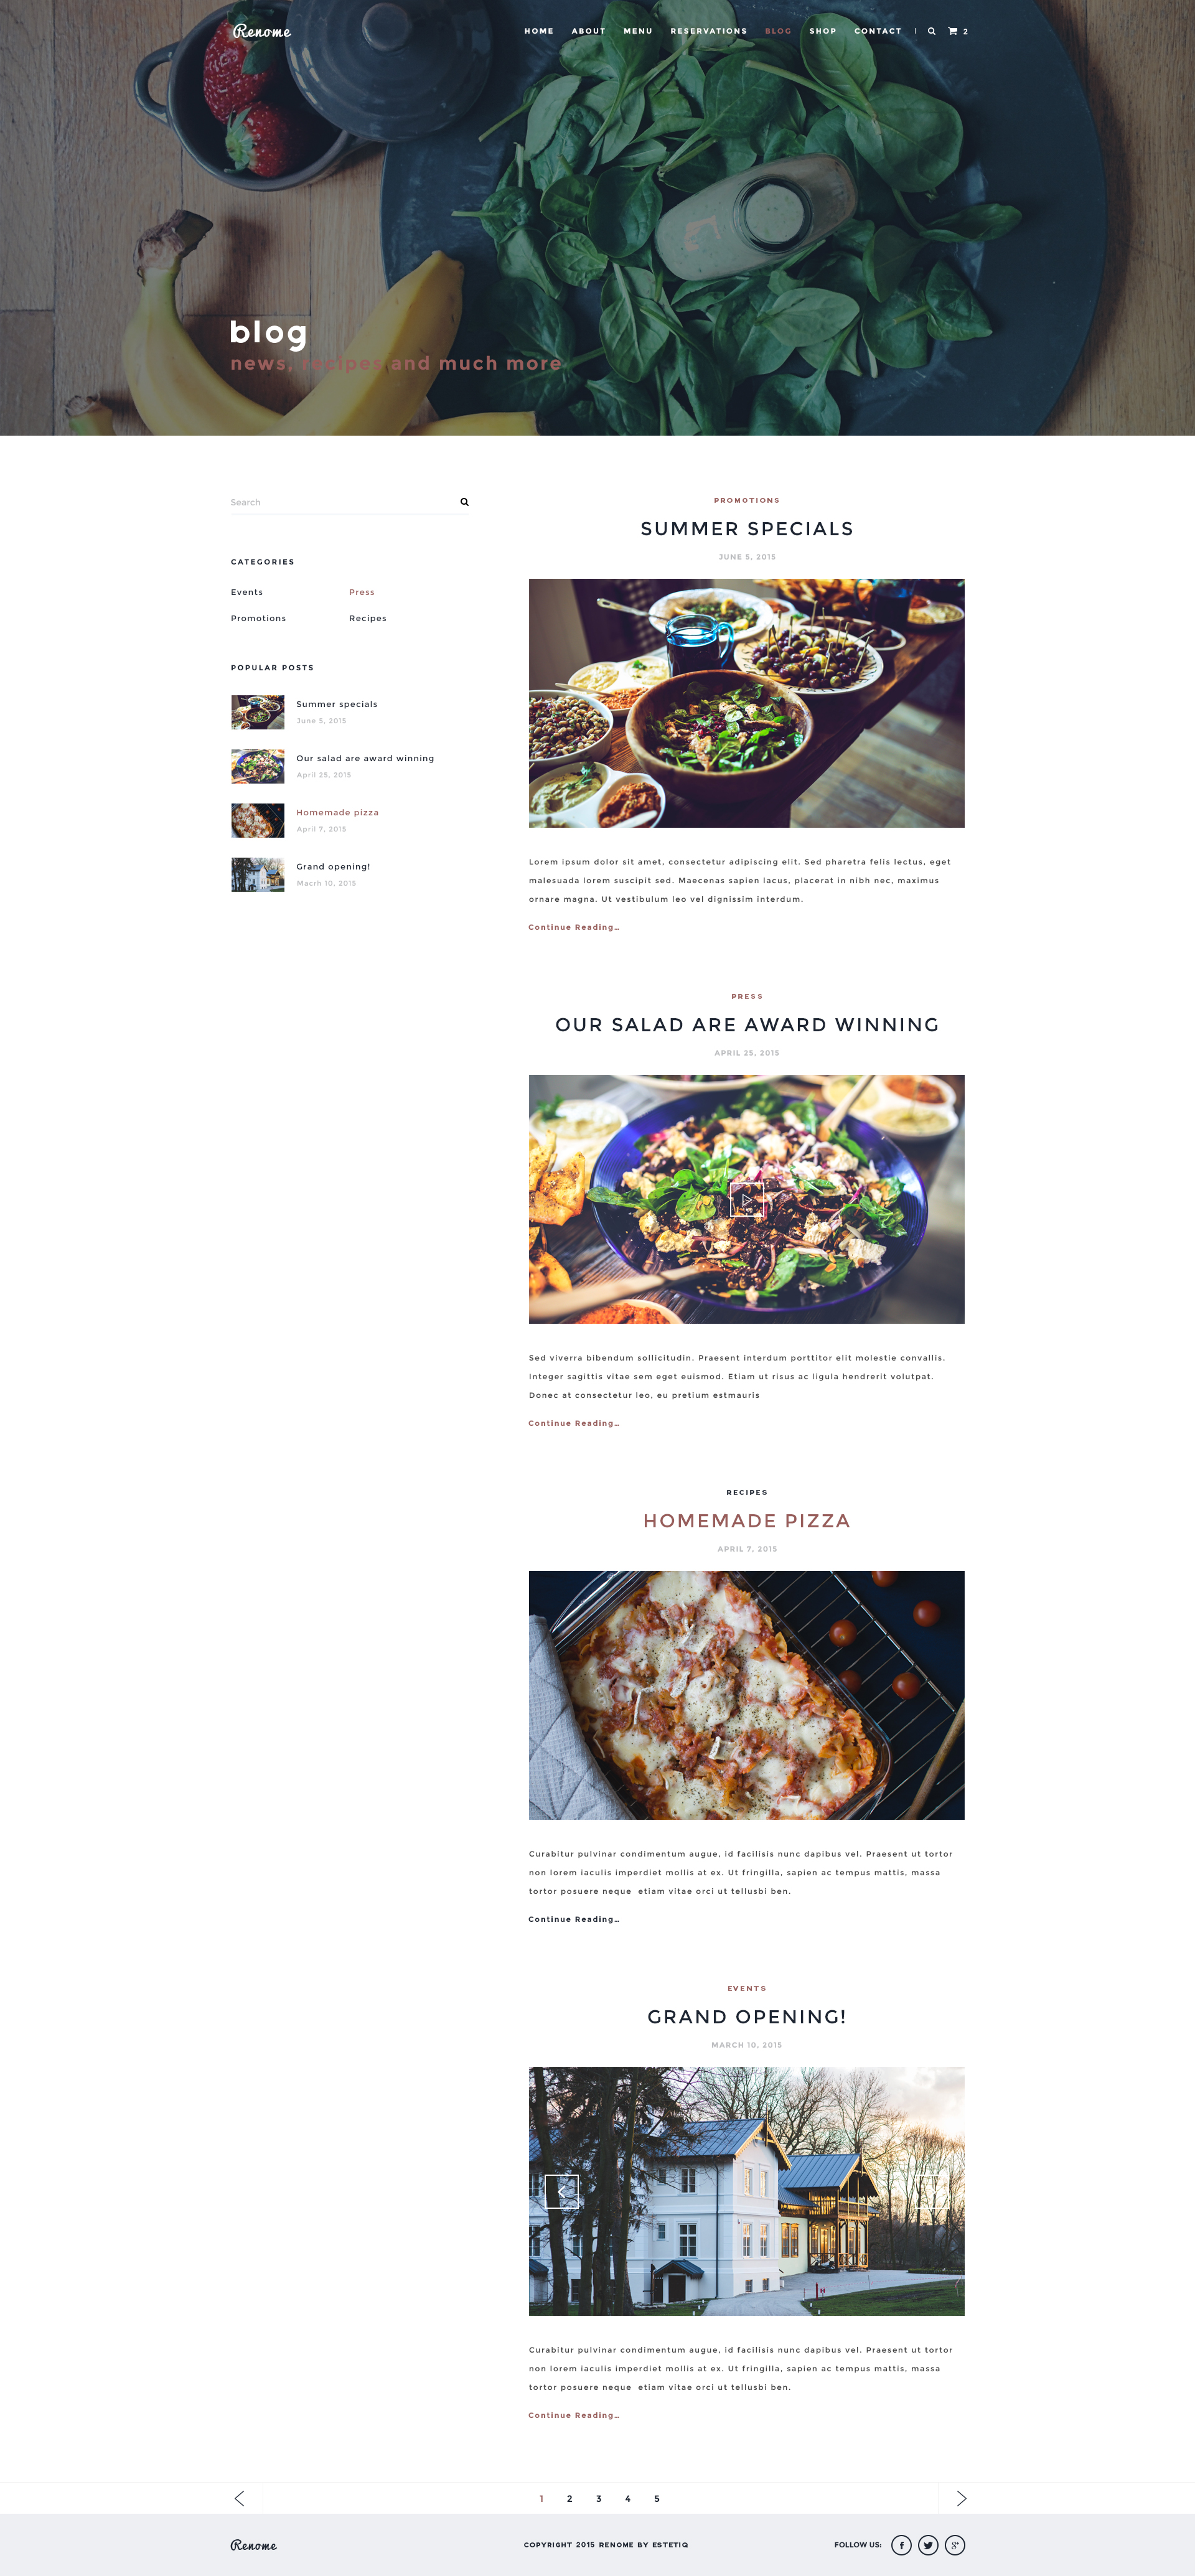 Renome
HOME ABOUT MENU RESERVATIONS BLOG SHOP CONTACT | 2
blog
news, recipes and much more
Search
CATEGORIES
Events Press
Promotions Recipes
POPULAR POSTS
Summer specials
June 5, 2015
Our salad are award winning
April 25, 2015
Homemade pizza
April 7, 2015
Grand opening!
Macrh 10, 2015
PROMOTIONS
SUMMER SPECIALS
JUNE 5, 2015
Lorem ipsum dolor sit amet, consectetur adipiscing elit. Sed pharetra felis lectus, eget
malesuada lorem suscipit sed. Maecenas sapien lacus, placerat in nibh nec, maximus
ornare magna. Ut vestibulum leo vel dignissim interdum.
Continue Reading…
PRESS
OUR SALAD ARE AWARD WINNING
APRIL 25, 2015
Sed viverra bibendum sollicitudin. Praesent interdum porttitor elit molestie convallis.
Integer sagittis vitae sem eget euismod. Etiam ut risus ac ligula hendrerit volutpat.
Donec at consectetur leo, eu pretium estmauris
Continue Reading…
RECIPES
HOMEMADE PIZZA
APRIL 7, 2015
Curabitur pulvinar condimentum augue, id facilisis nunc dapibus vel. Praesent ut tortor
non lorem iaculis imperdiet mollis at ex. Ut fringilla, sapien ac tempus mattis, massa
tortor posuere neque  etiam vitae orci ut tellusbi ben.
Continue Reading…
EVENTS
GRAND OPENING!
MARCH 10, 2015
Curabitur pulvinar condimentum augue, id facilisis nunc dapibus vel. Praesent ut tortor
non lorem iaculis imperdiet mollis at ex. Ut fringilla, sapien ac tempus mattis, massa
tortor posuere neque  etiam vitae orci ut tellusbi ben.
Continue Reading…
1 2 3 4 5
Renome
COPYRIGHT 2015 RENOME BY ESTETIQ
FOLLOW US: